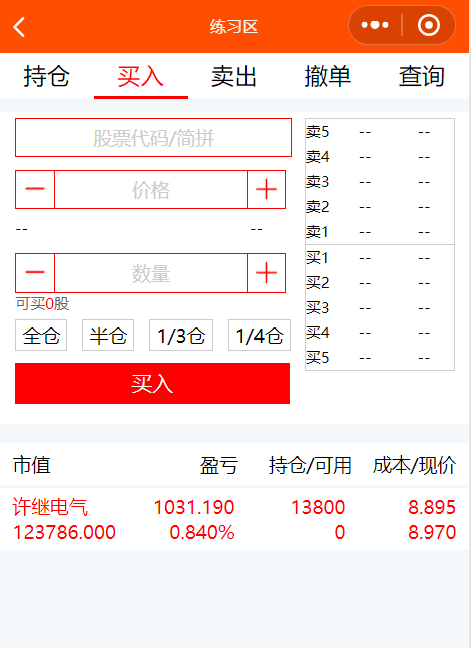 练习区
持仓 买入 卖出 撤单 查询
股票代码/简拼
价格
-- --
数量
可买0股
全仓 半仓 1/3仓 1/4仓
买入
卖5 -- --
卖4 -- --
卖3 -- --
卖2 -- --
卖1 -- --
买1 -- --
买2 -- --
买3 -- --
买4 -- --
买5 -- --
市值 盈亏 持仓/可用 成本/现价
许继电气 1031.190 13800 8.895
123786.000 0.840% 0 8.970